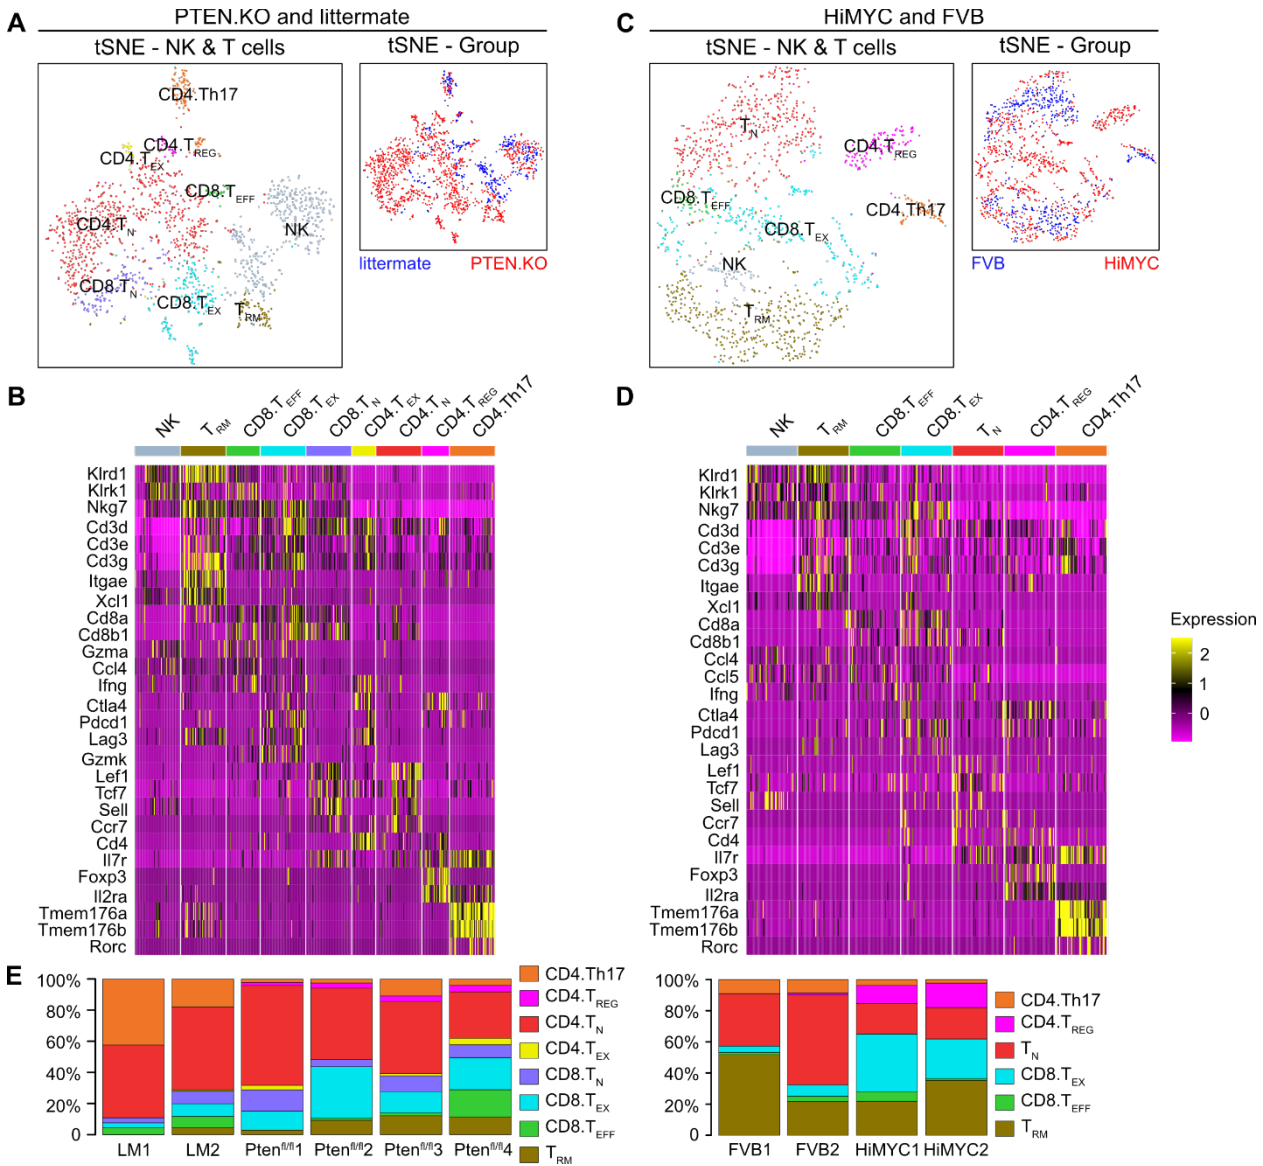 A
PTEN.KO and littermate
tSNE - NK & T cells
tSNE - Group
CD4.Th17
CD4.TREG
CD4.TEX
CD8.TEFF
CD4.TN
NK
CD8.TN
CD8.TEX
TRM
littermate
PTEN.KO
C
HiMYC and FVB
tSNE - NK & T cells
tSNE - Group
TN
CD4.TREG
CD8.TEFF
CD4.Th17
CD8.TEX
NK
TRM
FVB
HiMYC
B
NK
TRM
CD8.TEFF
CD8.TEX
CD8.TN
CD4.TEX
CD4.TN
CD4.TREG
CD4.Th17
Klrd1
Klrk1
Nkg7
Cd3d
Cd3e
Cd3g
Itgae
Xcl1
Cd8a
Cd8b1
Gzma
Ccl4
Ifng
Ctla4
Pdcd1
Lag3
Gzmk
Lef1
Tcf7
Sell
Ccr7
Cd4
Il7r
Foxp3
Il2ra
Tmem176a
Tmem176b
Rorc
D
NK
TRM
CD8.TEFF
CD8.TEX
TN
CD4.TREG
CD4.Th17
Klrd1
Klrk1
Nkg7
Cd3d
Cd3e
Cd3g
Itgae
Xcl1
Cd8a
Cd8b1
Ccl4
Ccl5
Ifng
Ctla4
Pdcd1
Lag3
Lef1
Tcf7
Sell
Ccr7
Cd4
Il7r
Foxp3
Il2ra
Tmem176a
Tmem176b
Rorc
Expression
2
1
0
E
100%
80%
60%
40%
20%
0
LM1
LM2
Ptenfl/fl1
Ptenfl/fl2
Ptenfl/fl3
Ptenfl/fl4
CD4.Th17
CD4.TREG
CD4.TN
CD4.TEX
CD8.TN
CD8.TEX
CD8.TEFF
TRM
100%
80%
60%
40%
20%
0
FVB1
FVB2
HiMYC1
HiMYC2
CD4.Th17
CD4.TREG
TN
CD8.TEX
CD8.TEFF
TRM